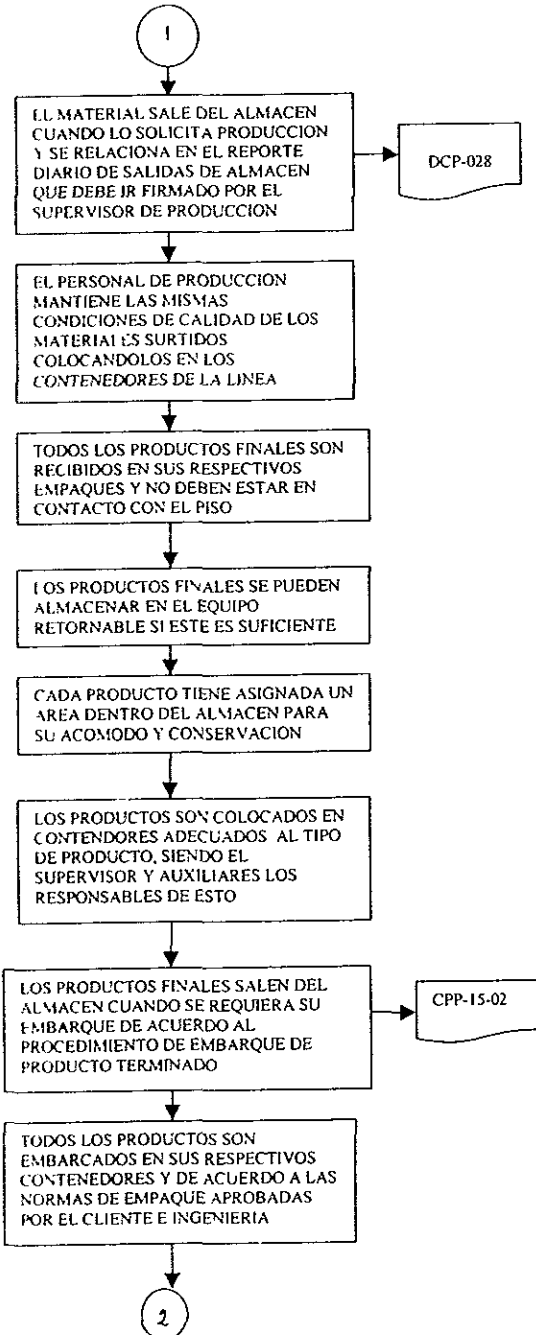 1
EL MATERIAL SALE DEL ALMACEN
CUANDO LO SOLICITA PRODUCCION
Y SE RELACIONA EN EL REPORTE
DIARIO DE SALIDAS DE ALMACEN
QUE DEBE IR FIRMADO POR EL
SUPERVISOR DE PRODUCCION
DCP-028
EL PERSONAL DE PRODUCCION
MANTIENE LAS MISMAS
CONDICIONES DE CALIDAD DE LOS
MATERIALES SURTIDOS
COLOCANDOLOS EN LOS
CONTENEDORES DE LA LINEA
TODOS LOS PRODUCTOS FINALES SON
RECIBIDOS EN SUS RESPECTIVOS
EMPAQUES Y NO DEBEN ESTAR EN
CONTACTO CON EL PISO
LOS PRODUCTOS FINALES SE PUEDEN
ALMACENAR EN EL EQUIPO
RETORNABLE SI ESTE ES SUFICIENTE
CADA PRODUCTO TIENE ASIGNADA UN
AREA DENTRO DEL ALMACEN PARA
SU ACOMODO Y CONSERVACION
LOS PRODUCTOS SON COLOCADOS EN
CONTENDORES ADECUADOS AL TIPO
DE PRODUCTO, SIENDO EL
SUPERVISOR Y AUXILIARES LOS
RESPONSABLES DE ESTO
LOS PRODUCTOS FINALES SALEN DEL
ALMACEN CUANDO SE REQUIERA SU
EMBARQUE DE ACUERDO AL
PROCEDIMIENTO DE EMBARQUE DE
PRODUCTO TERMINADO
CPP-15-02
TODOS LOS PRODUCTOS SON
EMBARCADOS EN SUS RESPECTIVOS
CONTENEDORES Y DE ACUERDO A LAS
NORMAS DE EMPAQUE APROBADAS
POR EL CLIENTE E INGENIERIA
2